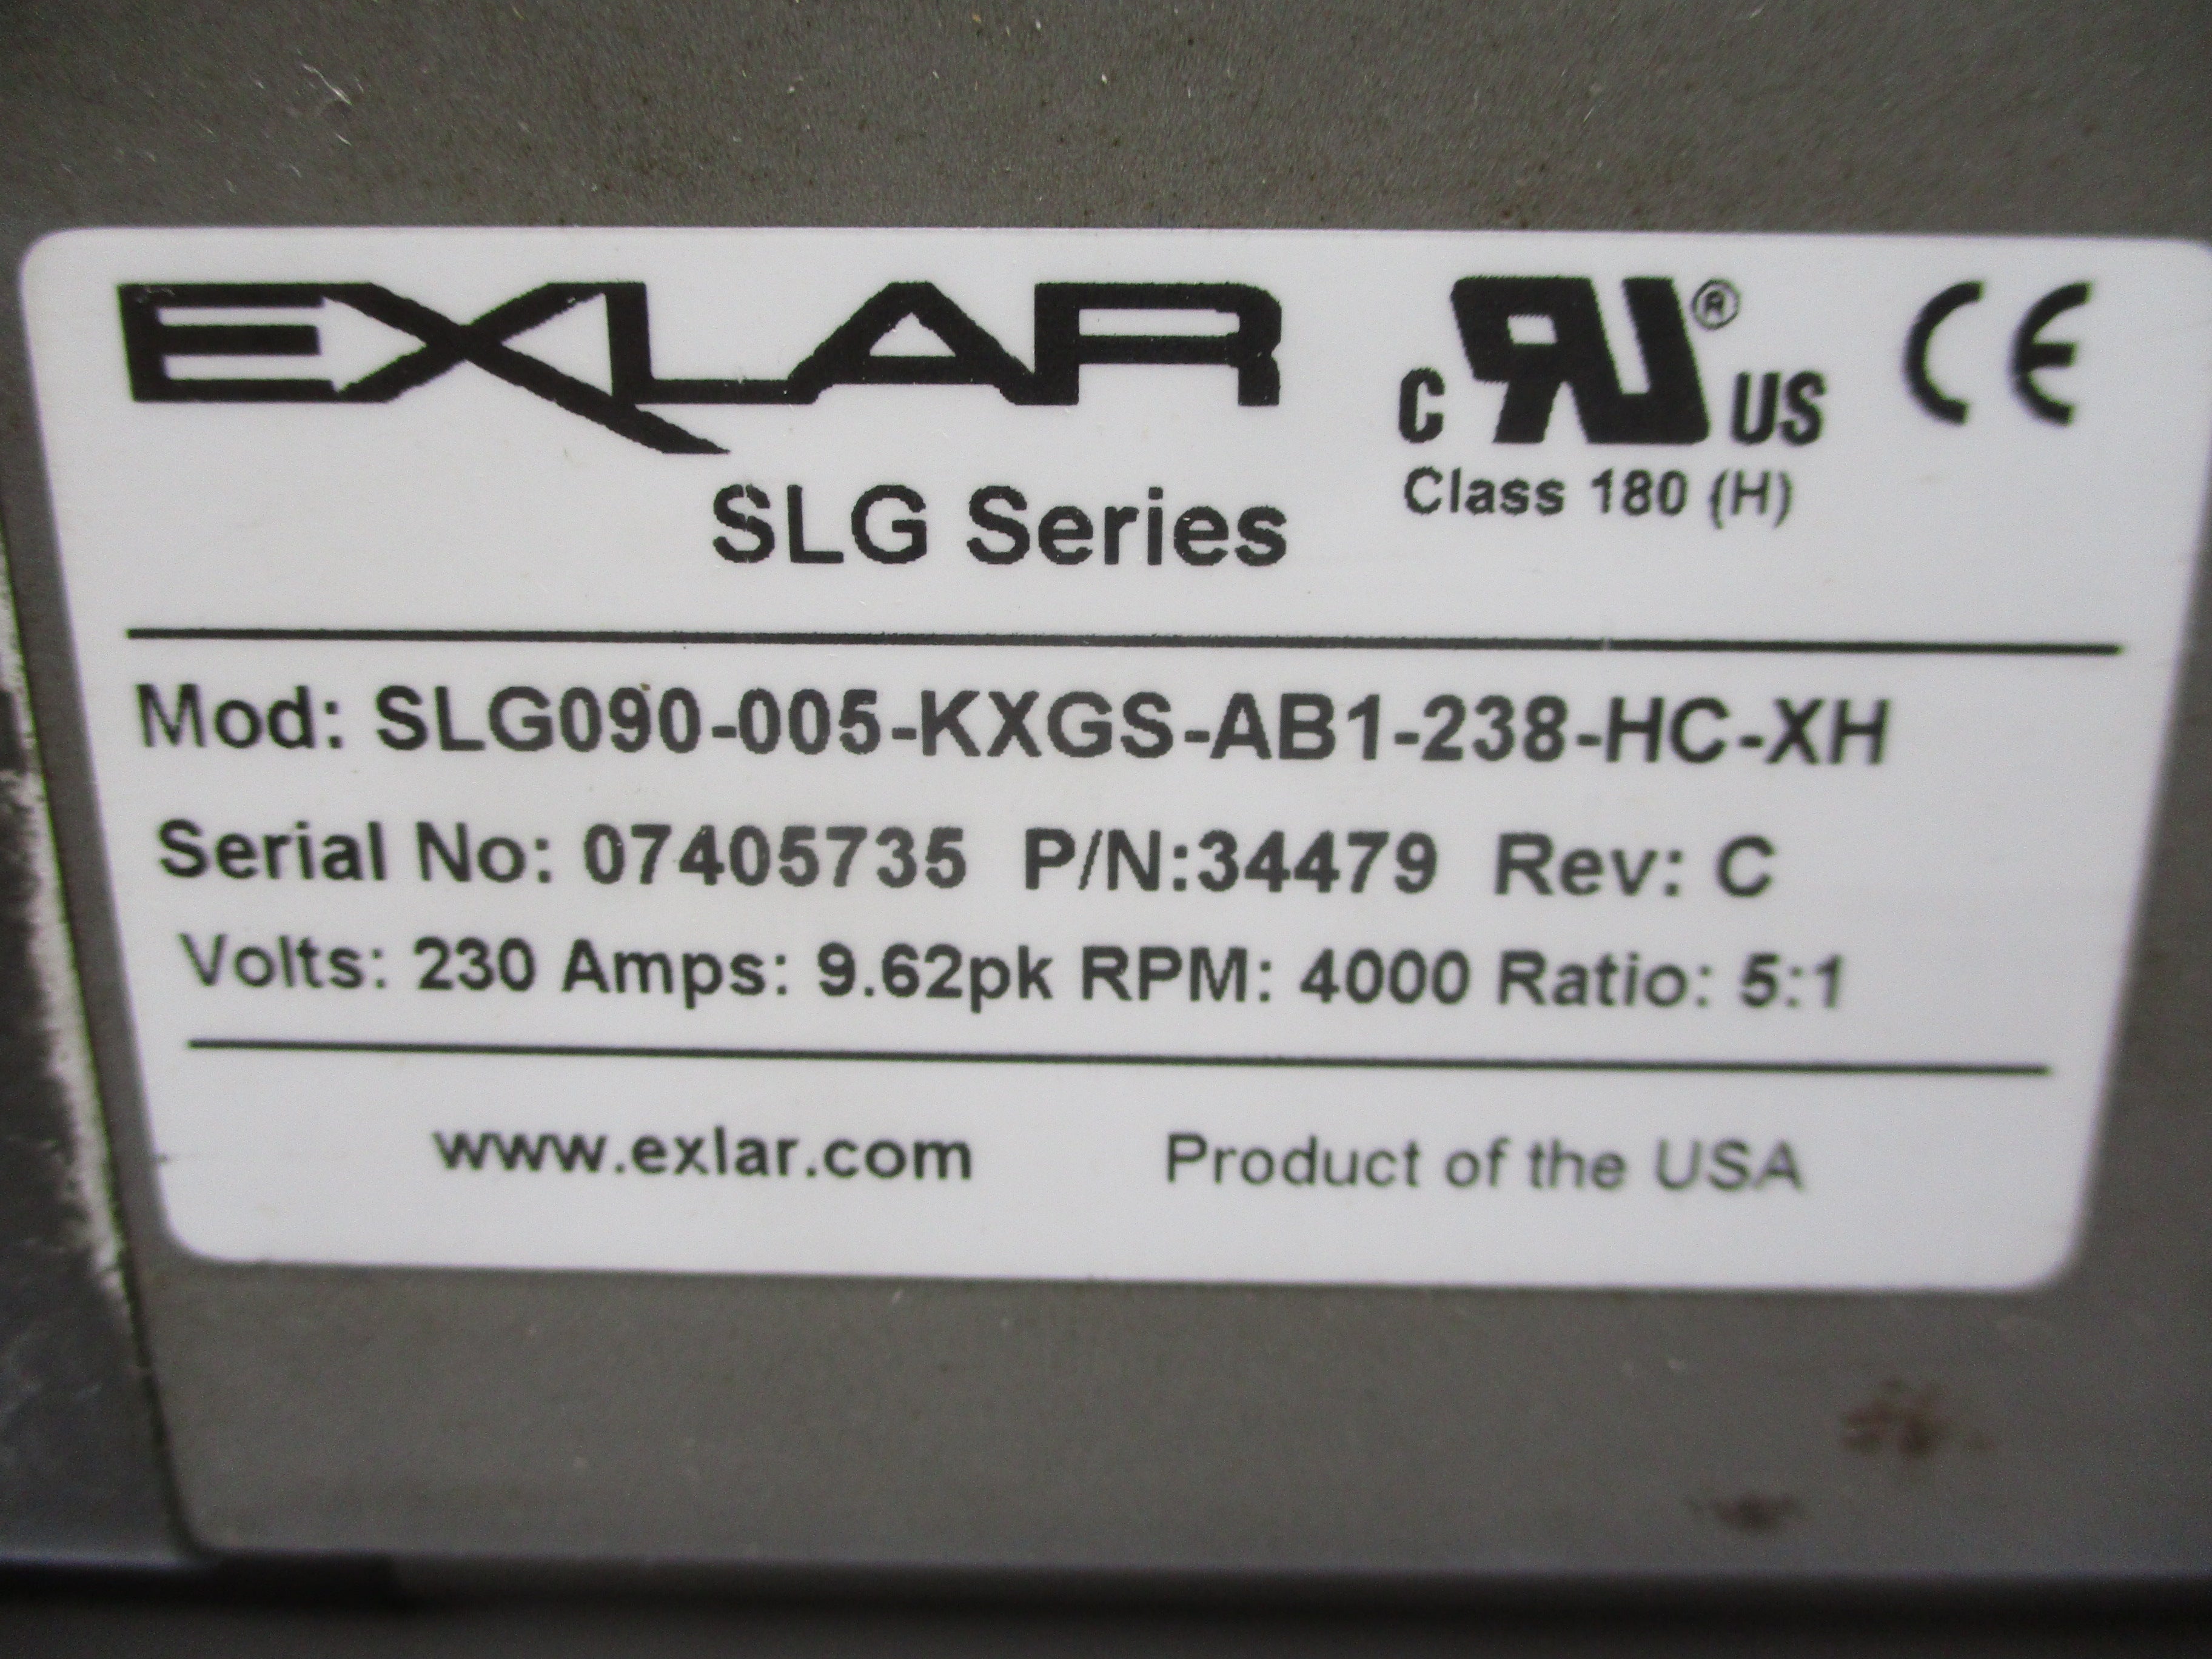 EXLAR
C RU ® US CE
SLG Series
Class 180 (H)
Mod: SLG090-005-KXGS-AB1-238-HC-XH
Serial No: 07405735 P/N:34479 Rev: C
Volts: 230 Amps: 9.62pk RPM: 4000 Ratio: 5:1
www.exlar.com Product of the USA